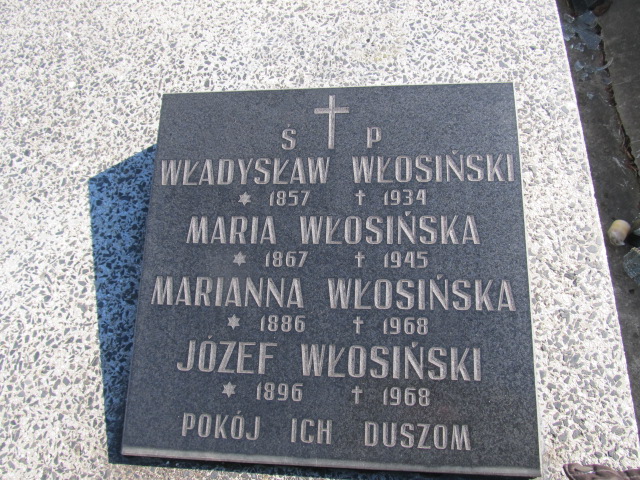 Ś P
WŁADYSŁAW WŁOSIŃSKI
* 1857 † 1934
MARIA WŁOSIŃSKA
* 1867 † 1945
MARIANNA WŁOSIŃSKA
* 1886 † 1968
JÓZEF WŁOSIŃSKI
* 1896 † 1968
POKÓJ ICH DUSZOM